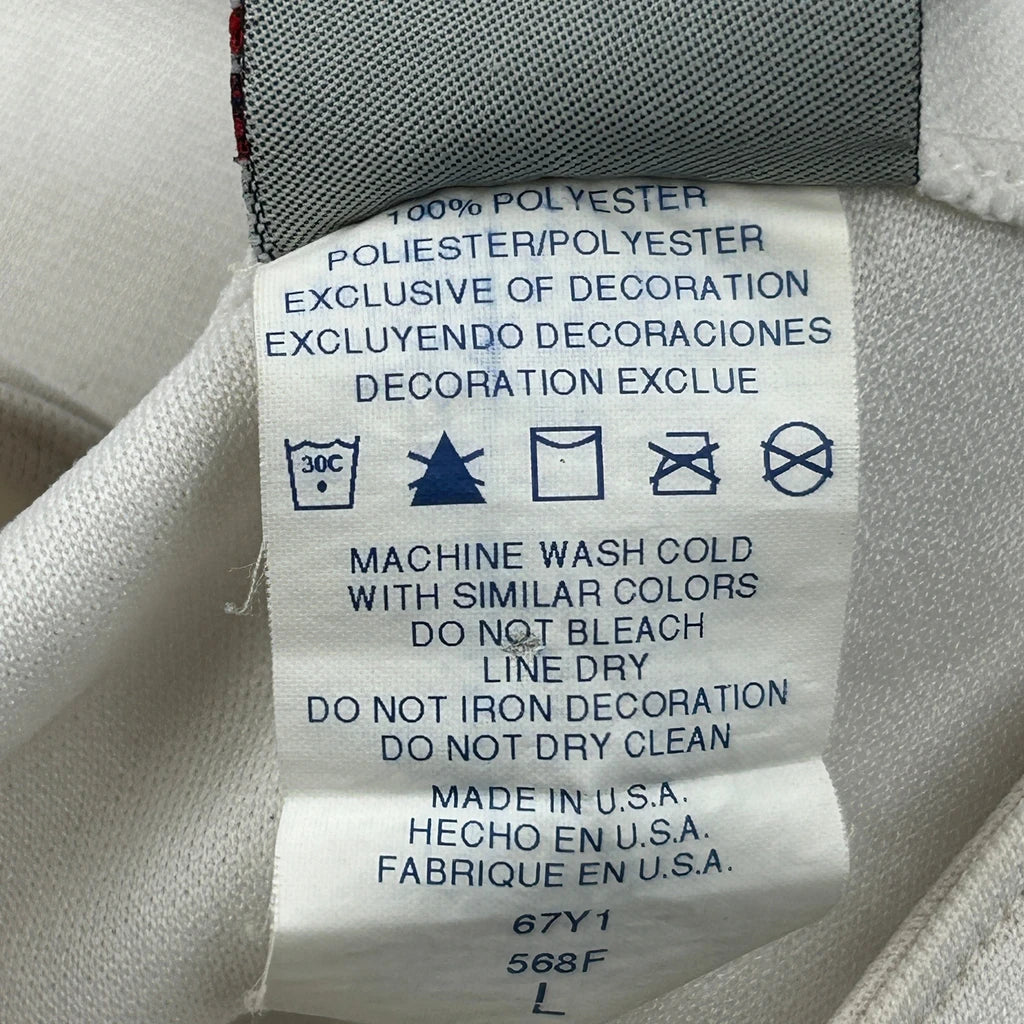 100% POLYESTER
POLIESTER/POLYESTER
EXCLUSIVE OF DECORATION
EXCLUYENDO DECORACIONES
DECORATION EXCLUE
30C
MACHINE WASH COLD
WITH SIMILAR COLORS
DO NOT BLEACH
LINE DRY
DO NOT IRON DECORATION
DO NOT DRY CLEAN
MADE IN U.S.A.
HECHO EN U.S.A.
FABRIQUE EN U.S.A.
67Y1
568F
L